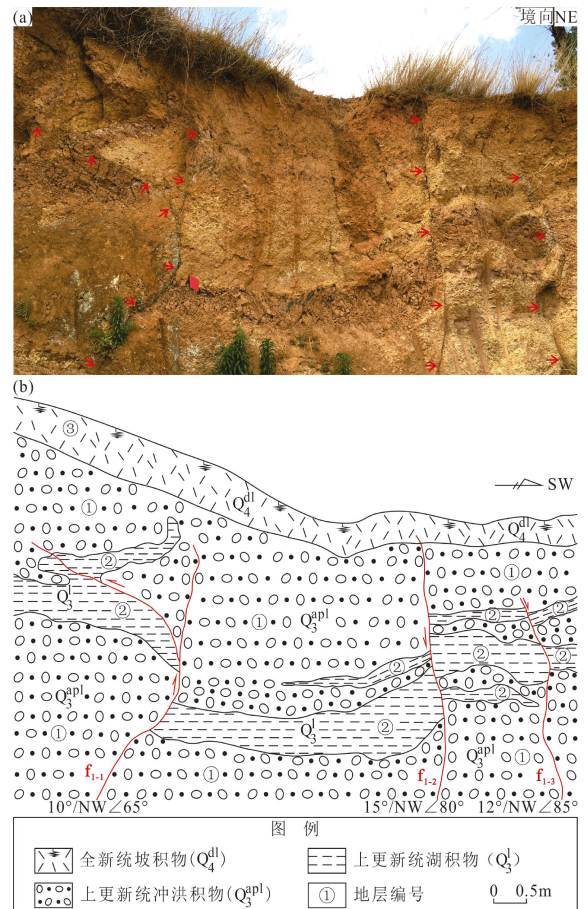 (a)
境向NE
(b)
③
Q₄ᵈˡ
SW
①
Q₄ᵈˡ
①
②
②
Q₃ˡ
②
①
Q₃ᵃᵖˡ
②
②
②
Q₃ᵃᵖˡ
②
Q₃ˡ
②
①
①
Q₃ᵃᵖˡ
①
f₁₋₁
f₁₋₂
f₁₋₃
10°/NW∠65°
15°/NW∠80°
12°/NW∠85°
图 例
全新统坡积物(Q₄ᵈˡ)
上更新统湖积物(Q₃ˡ)
上更新统冲洪积物(Q₃ᵃᵖˡ)
① 地层编号
0 0.5m